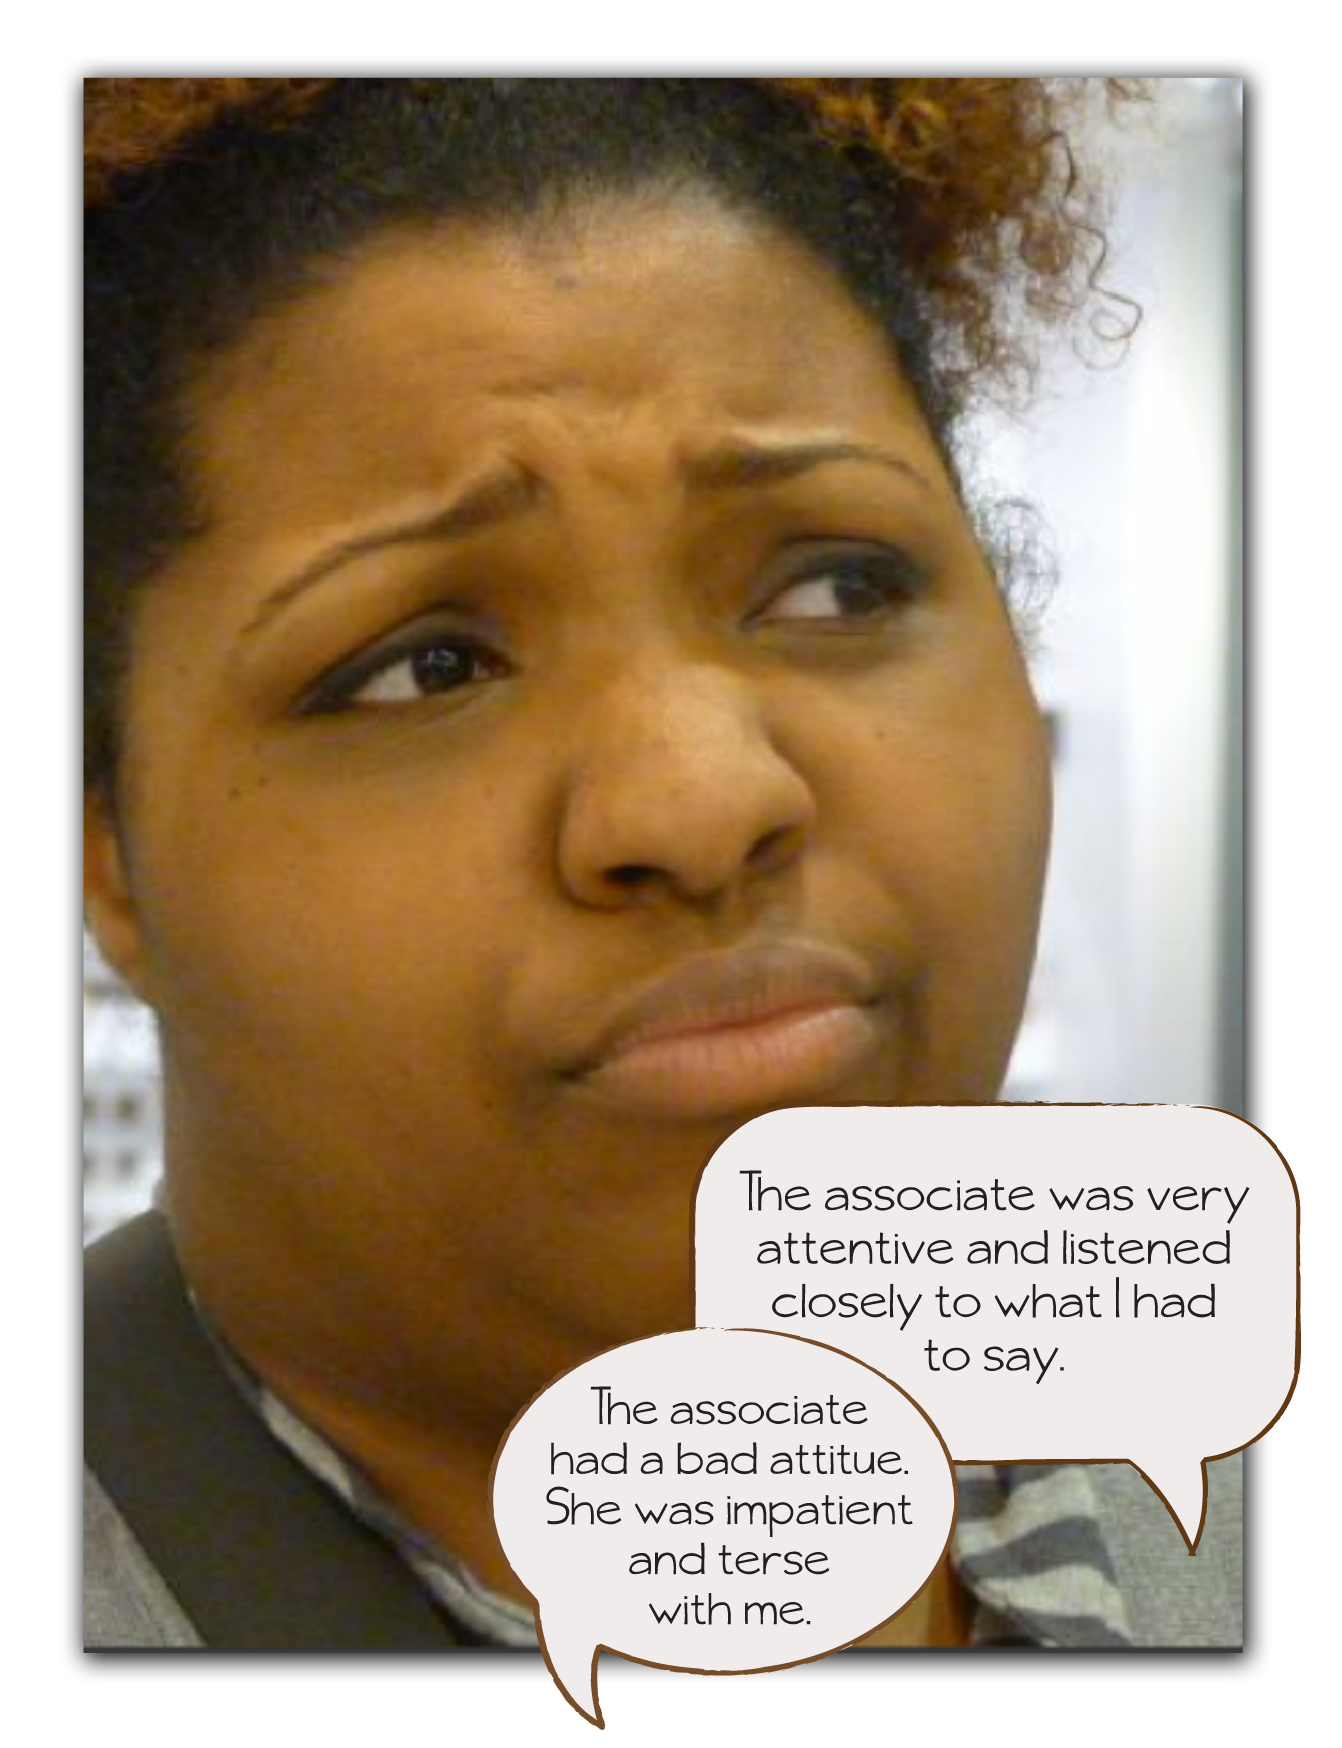 The associate was very
attentive and listened
closely to what I had
to say.
The associate
had a bad attitue.
She was impatient
and terse
with me.